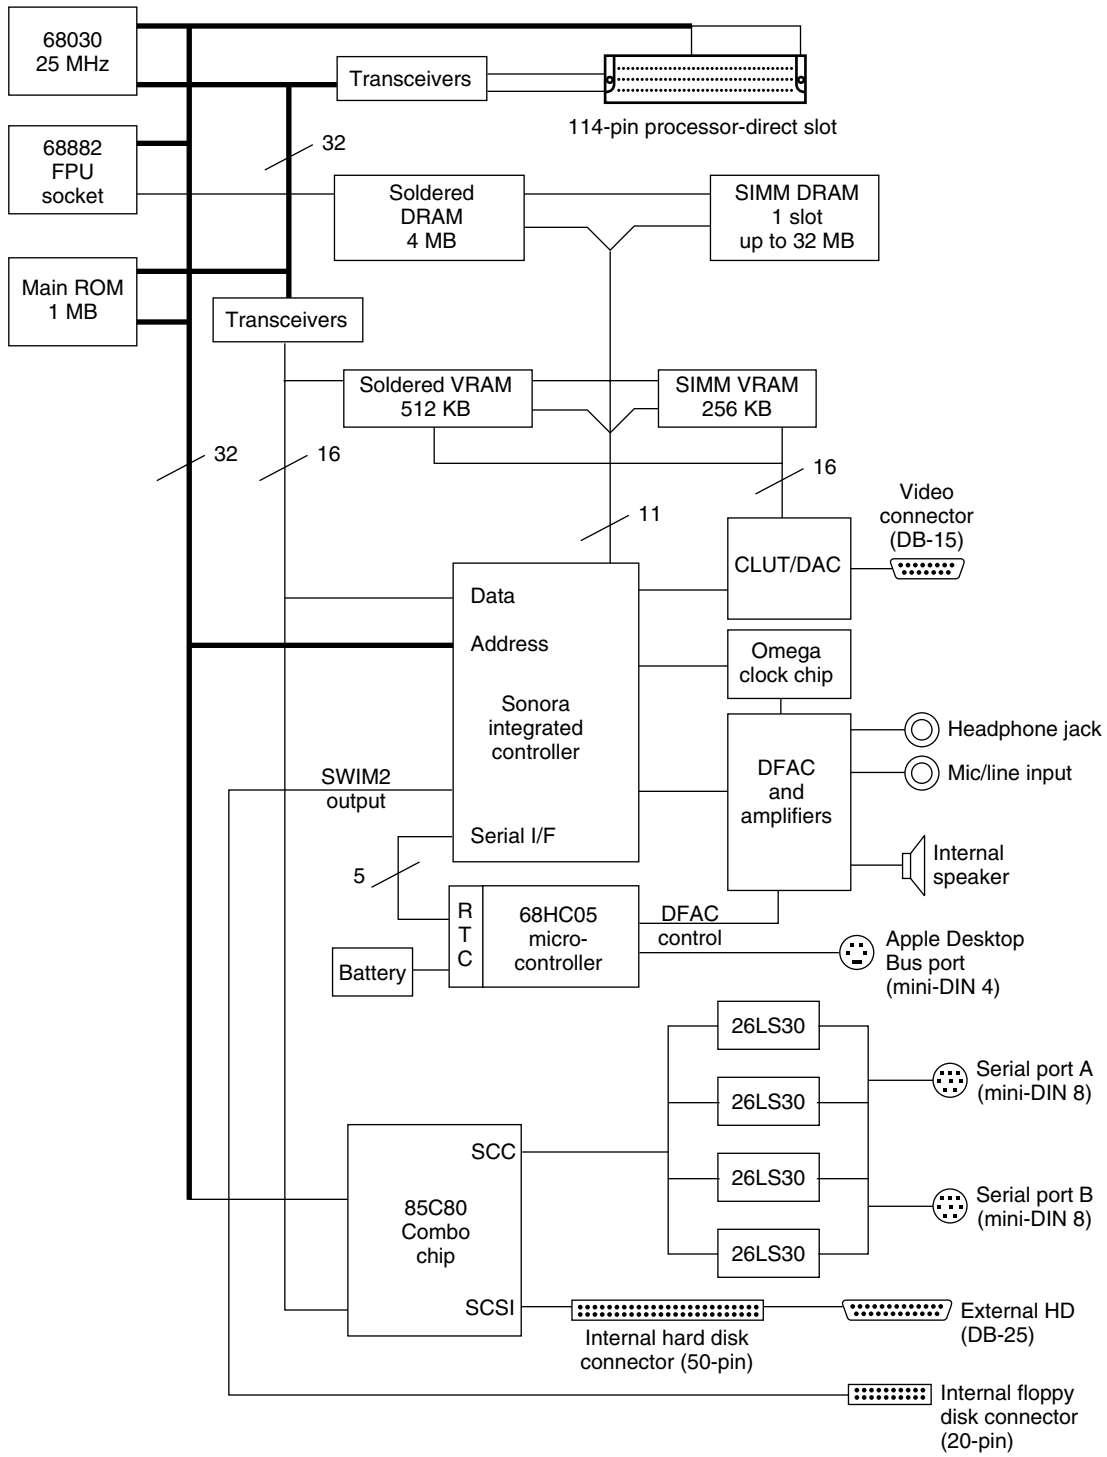 68030
25 MHz
Transceivers
114-pin processor-direct slot
68882
FPU
socket
32
Soldered
DRAM
4 MB
SIMM DRAM
1 slot
up to 32 MB
Main ROM
1 MB
Transceivers
Soldered VRAM
512 KB
SIMM VRAM
256 KB
32
16
16
11
Video
connector
(DB-15)
CLUT/DAC
Data
Address
Sonora
integrated
controller
Omega
clock chip
Headphone jack
DFAC
and
amplifiers
Mic/line input
SWIM2
output
Serial I/F
Internal
speaker
5
R
T
C
68HC05
micro-
controller
DFAC
control
Battery
Apple Desktop
Bus port
(mini-DIN 4)
26LS30
26LS30
26LS30
26LS30
Serial port A
(mini-DIN 8)
Serial port B
(mini-DIN 8)
SCC
85C80
Combo
chip
SCSI
Internal hard disk
connector (50-pin)
External HD
(DB-25)
Internal floppy
disk connector
(20-pin)